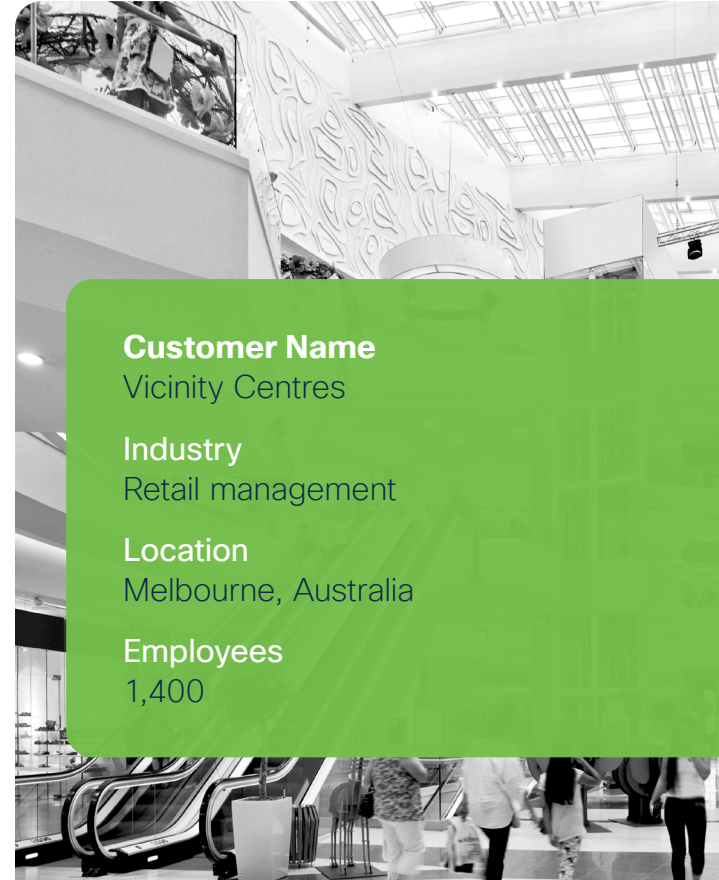 Customer Name
Vicinity Centres
Industry
Retail management
Location
Melbourne, Australia
Employees
1,400